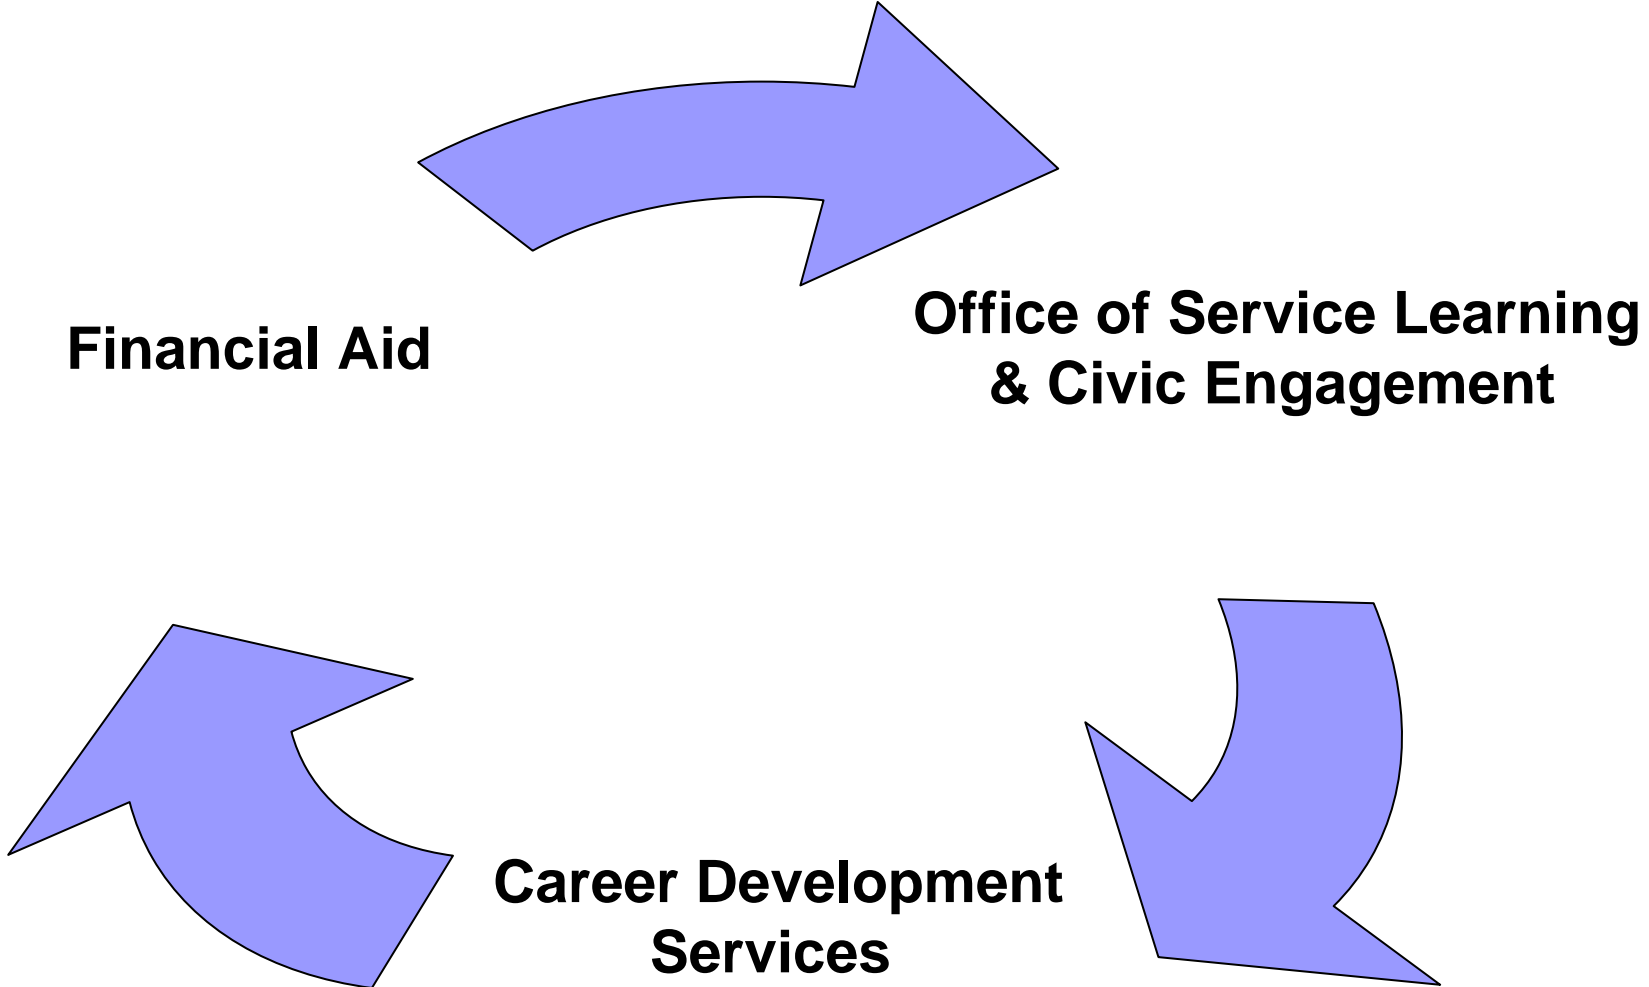 Financial Aid
Office of Service Learning
& Civic Engagement
Career Development
Services